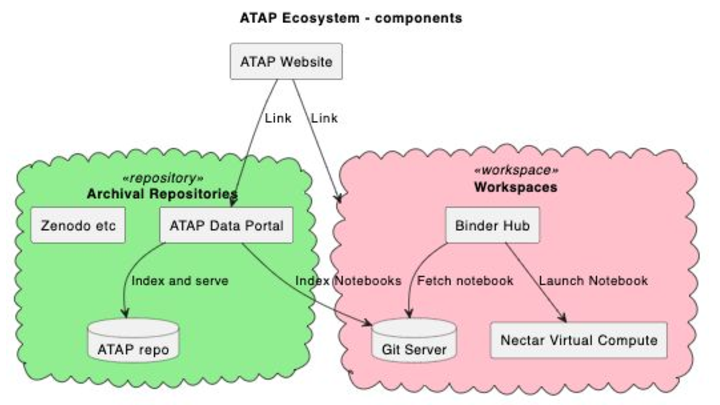 ATAP Ecosystem - components
ATAP Website
Link
Link
«repository»
Archival Repositories
«workspace»
Workspaces
Zenodo etc
ATAP Data Portal
Binder Hub
Index and serve
Index Notebooks
Fetch notebook
Launch Notebook
ATAP repo
Git Server
Nectar Virtual Compute